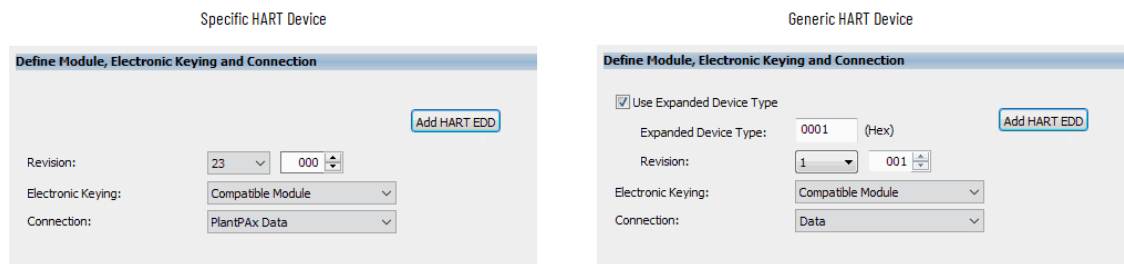 Specific HART Device
Define Module, Electronic Keying and Connection
Add HART EDD
Revision: 23 000
Electronic Keying: Compatible Module
Connection: PlantPAx Data
Generic HART Device
Define Module, Electronic Keying and Connection
Use Expanded Device Type
Expanded Device Type: 0001 (Hex)
Add HART EDD
Revision: 1 001
Electronic Keying: Compatible Module
Connection: Data